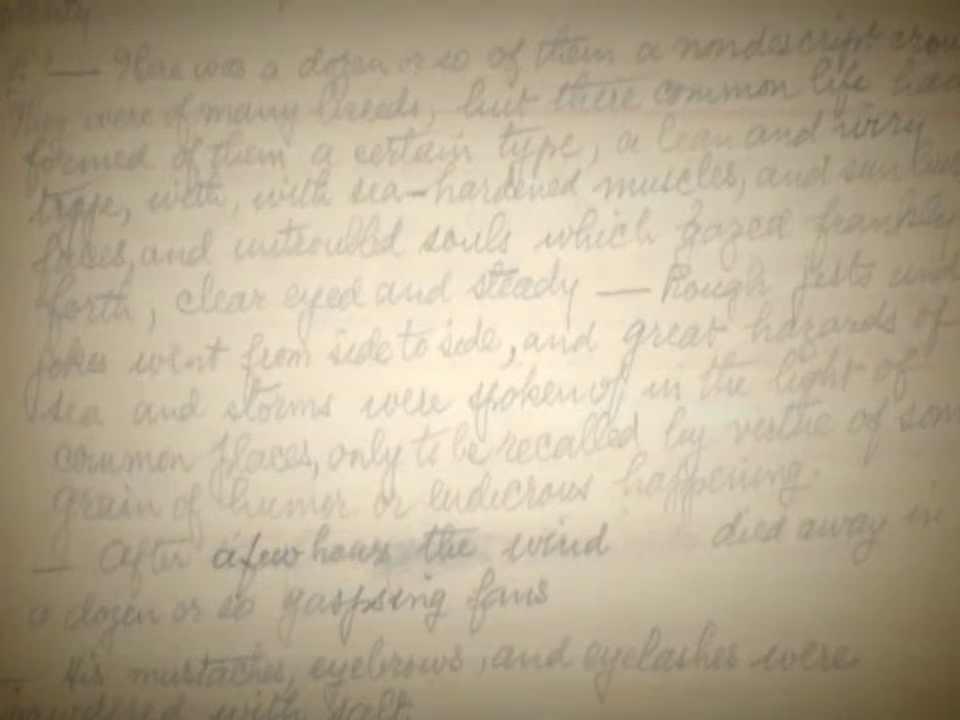 — There was a dozen or so of them a nondescript crow
They were of many breeds, but there common life had
formed of them a certain type, a lean and wiry
type, with, with sea-hardened muscles, and sun
faces, and untroubled souls which gazed frankly
forth, clear eyed and steady — Rough jests and
jokes went from side to side, and great hazards of
sea and storms were spoken of, in the light of
common places, only to be recalled by virtue of som
grain of humor or ludicrous happening.
— After a few hours the wind died away in
a dozen or so gaspsing fans
— His mustaches, eyebrows, and eyelashes were
powdered with salt